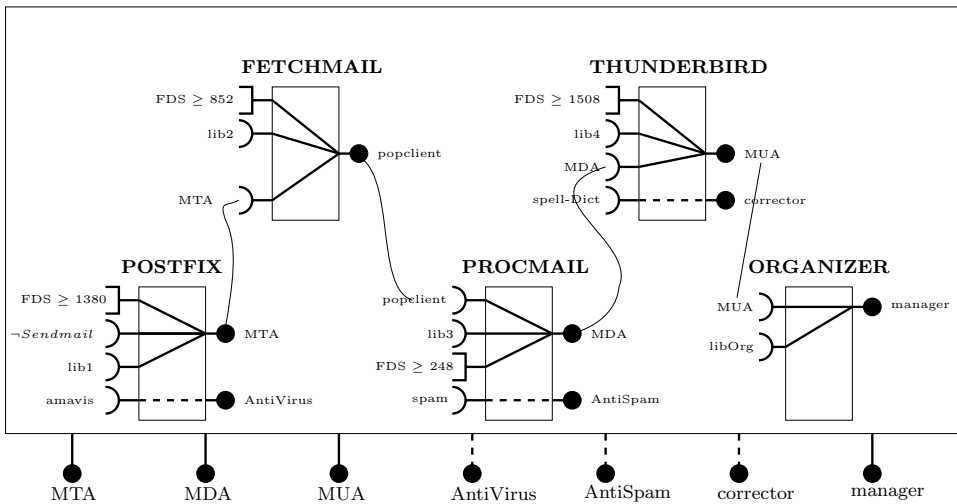 FETCHMAIL
FDS ≥ 852
lib2
popclient
MTA
THUNDERBIRD
FDS ≥ 1508
lib4
MDA
MUA
spell-Dict
corrector
POSTFIX
FDS ≥ 1380
¬Sendmail
MTA
lib1
amavis
AntiVirus
PROCMAIL
popclient
lib3
MDA
FDS ≥ 248
spam
AntiSpam
ORGANIZER
MUA
manager
libOrg
MTA
MDA
MUA
AntiVirus
AntiSpam
corrector
manager